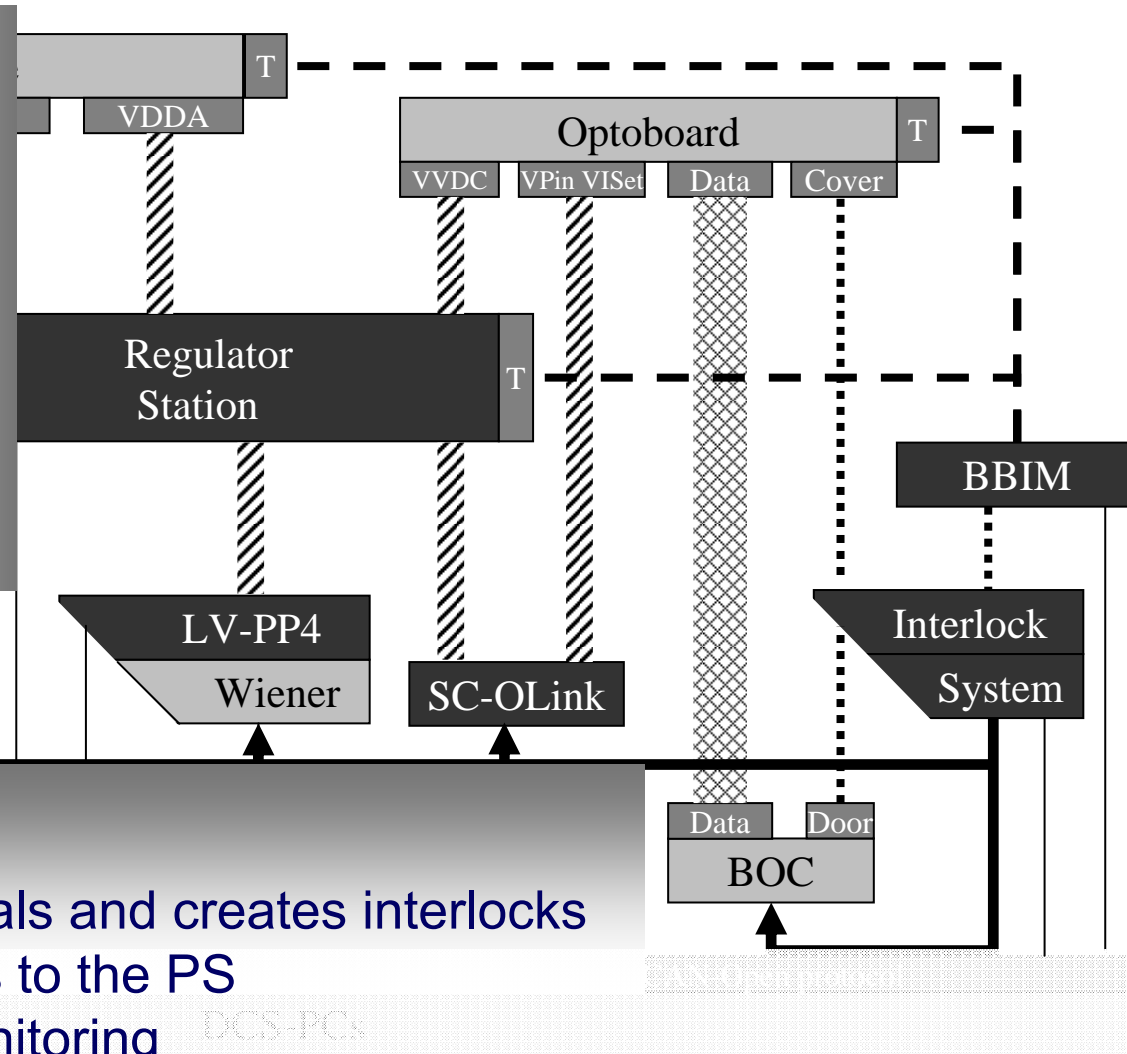 T
VDDA
Optoboard
T
VVDC
VPin VISet
Data
Cover
Regulator
Station
T
BBIM
LV-PP4
Wiener
SC-OLink
Interlock
System
Data
Door
BOC
als and creates interlocks
s to the PS
nitoring
DCS-PCs